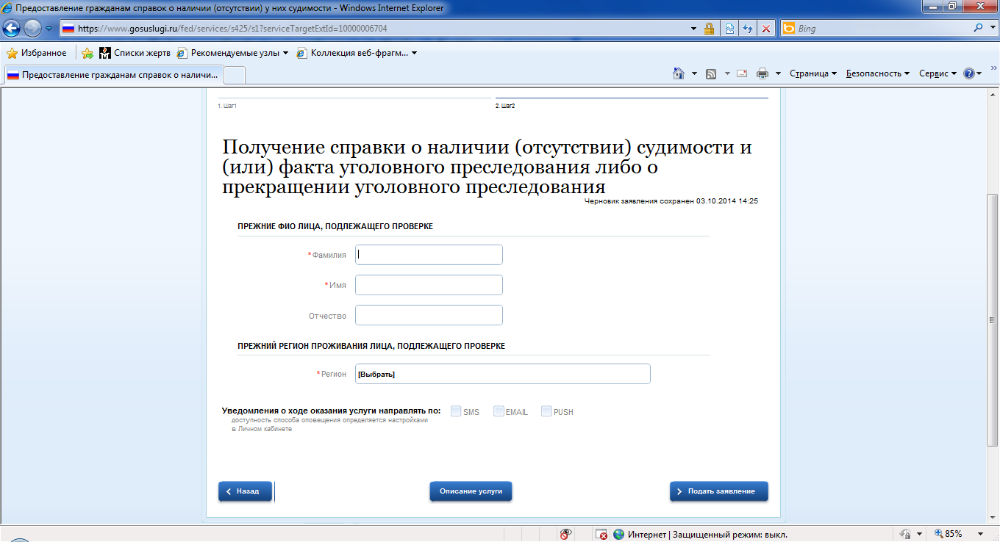 Предоставление гражданам справок о наличии (отсутствии) у них судимости - Windows Internet Explorer
https://www.gosuslugi.ru/fed/services/s425/s1?serviceTargetExtId=10000006704
Bing
Избранное Списки жертв Рекомендуемые узлы Коллекция веб-фрагм...
Предоставление гражданам справок о наличи... Страница Безопасность Сервис
1. Шаг1 2. Шаг2
Получение справки о наличии (отсутствии) судимости и
(или) факта уголовного преследования либо о
прекращении уголовного преследования
Черновик заявления сохранен 03.10.2014 14:25
ПРЕЖНИЕ ФИО ЛИЦА, ПОДЛЕЖАЩЕГО ПРОВЕРКЕ
*Фамилия
*Имя
Отчество
ПРЕЖНИЙ РЕГИОН ПРОЖИВАНИЯ ЛИЦА, ПОДЛЕЖАЩЕГО ПРОВЕРКЕ
*Регион [Выбрать]
Уведомления о ходе оказания услуги направлять по: SMS EMAIL PUSH
доступность способа оповещения определяется настройками
в Личном кабинете
Назад Описание услуги Подать заявление
Интернет | Защищенный режим: выкл. 85%